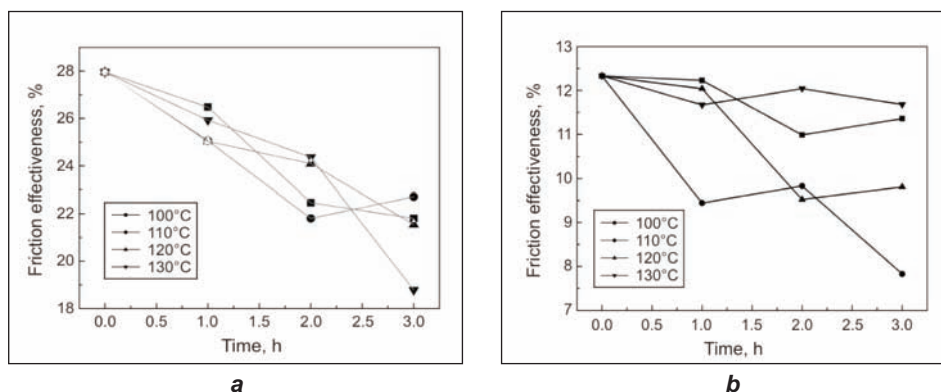 Friction effectiveness, %
28
26
24
22
20
18
100°C
110°C
120°C
130°C
0.0 0.5 1.0 1.5 2.0 2.5 3.0
Time, h
a
Friction effectiveness, %
13
12
11
10
9
8
7
100°C
110°C
120°C
130°C
0.0 0.5 1.0 1.5 2.0 2.5 3.0
Time, h
b